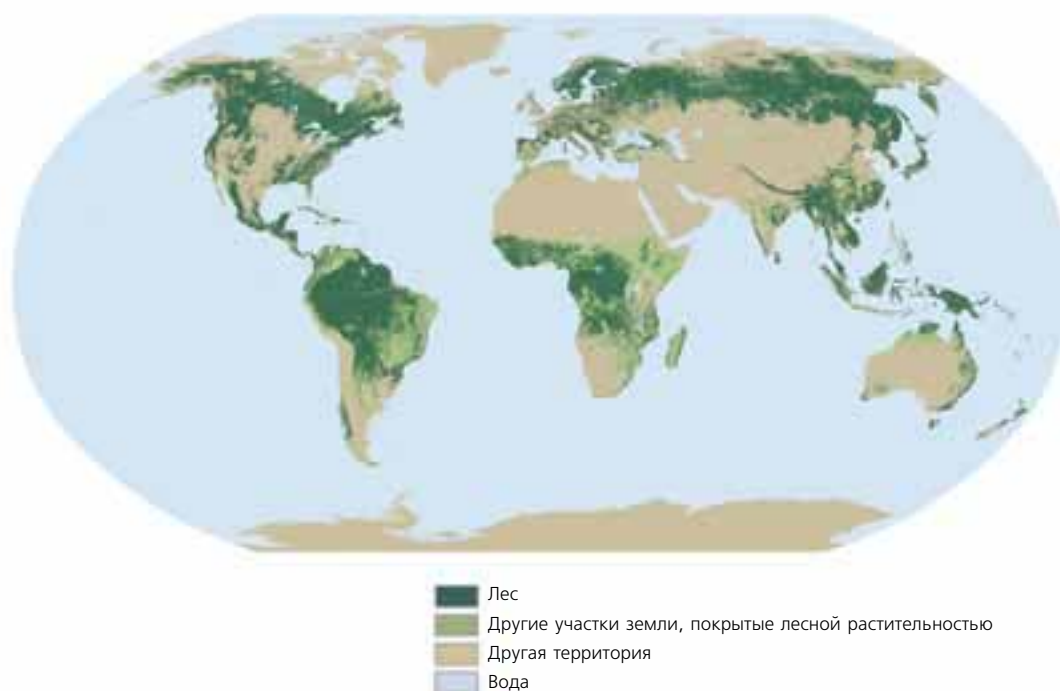 Лес
Другие участки земли, покрытые лесной растительностью
Другая территория
Вода